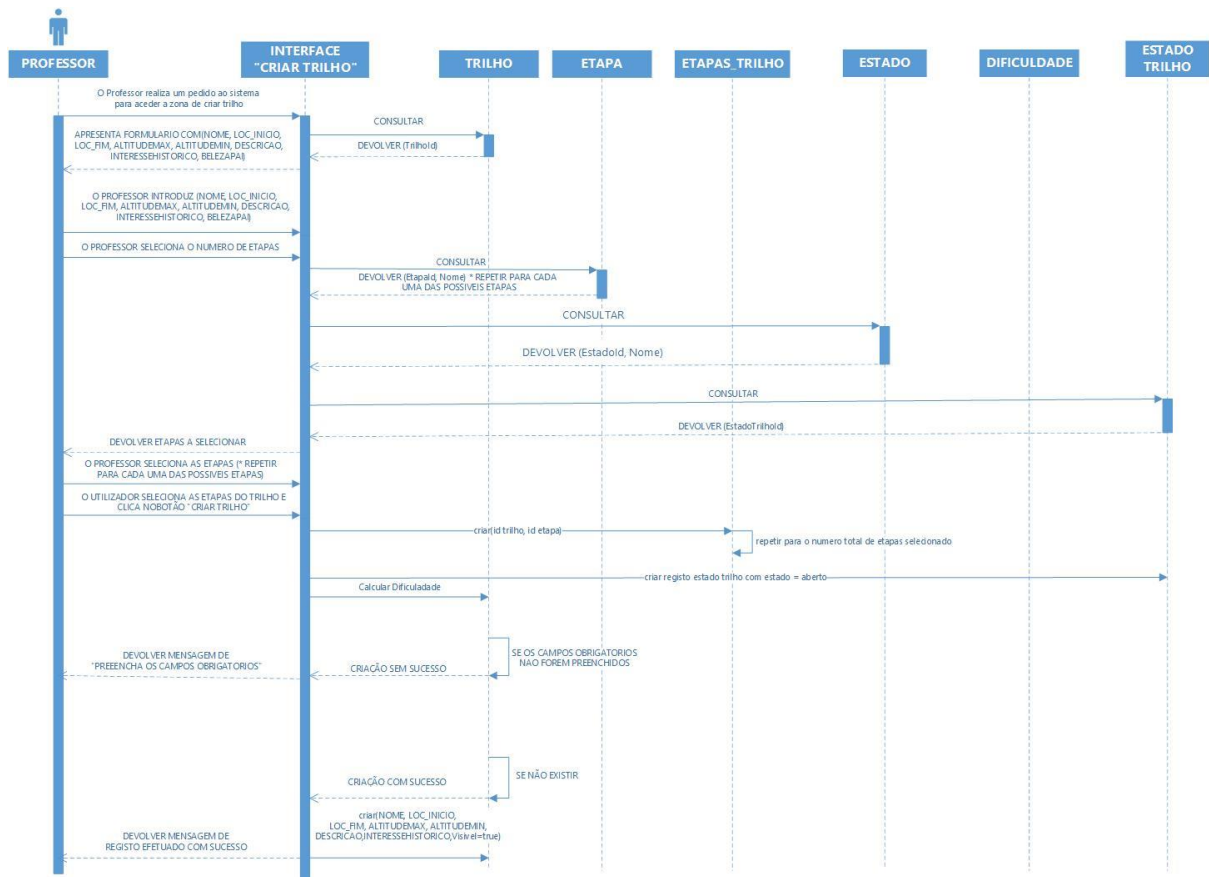 PROFESSOR
INTERFACE
"CRIAR TRILHO"
TRILHO
ETAPA
ETAPAS_TRILHO
ESTADO
DIFICULDADE
ESTADO
TRILHO
O Professor realiza um pedido ao sistema
para aceder a zona de criar trilho
CONSULTAR
APRESENTA FORMULARIO COM(NOME, LOC_INICIO,
LOC_FIM, ALTITUDEMAX, ALTITUDEMIN, DESCRICAO,
INTERESSEHISTORICO, BELEZAPAI)
DEVOLVER (TrilhoId)
O PROFESSOR INTRODUZ (NOME, LOC_INICIO,
LOC_FIM, ALTITUDEMAX, ALTITUDEMIN, DESCRICAO,
INTERESSEHISTORICO, BELEZAPAI)
O PROFESSOR SELECIONA O NUMERO DE ETAPAS
CONSULTAR
DEVOLVER (EtapaId, Nome) * REPETIR PARA CADA
UMA DAS POSSIVEIS ETAPAS
CONSULTAR
DEVOLVER (EstadoId, Nome)
CONSULTAR
DEVOLVER (EstadoTrilhoId)
DEVOLVER ETAPAS A SELECIONAR
O PROFESSOR SELECIONA AS ETAPAS (* REPETIR
PARA CADA UMA DAS POSSIVEIS ETAPAS)
O UTILIZADOR SELECIONA AS ETAPAS DO TRILHO E
CLICA NOBOTÃO "CRIAR TRILHO"
criar(id trilho, id etapa)
repetir para o numero total de etapas selecionado
criar registo estado trilho com estado = aberto
Calcular Dificuladade
SE OS CAMPOS OBRIGATORIOS
NAO FOREM PREENCHIDOS
DEVOLVER MENSAGEM DE
"PREEENCHA OS CAMPOS OBRIGATORIOS"
CRIAÇÃO SEM SUCESSO
SE NÃO EXISTIR
CRIAÇÃO COM SUCESSO
criar(NOME, LOC_INICIO,
LOC_FIM, ALTITUDEMAX, ALTITUDEMIN,
DESCRICAO,INTERESSEHISTORICO,Visivel=true)
DEVOLVER MENSAGEM DE
REGISTO EFETUADO COM SUCESSO